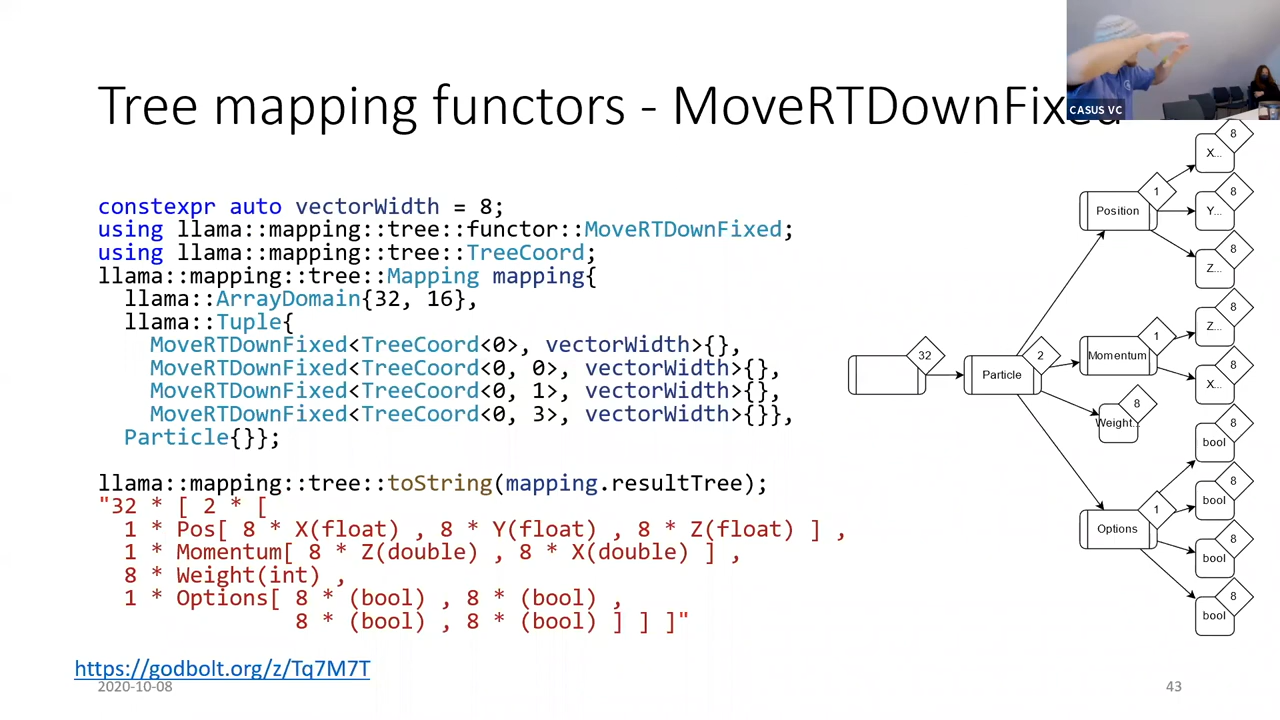 Tree mapping functors - MoveRTDownFixed
CASUS VC
constexpr auto vectorWidth = 8;
using llama::mapping::tree::functor::MoveRTDownFixed;
using llama::mapping::tree::TreeCoord;
llama::mapping::tree::Mapping mapping{
llama::ArrayDomain{32, 16},
llama::Tuple{
MoveRTDownFixed<TreeCoord<0>, vectorWidth>{},
MoveRTDownFixed<TreeCoord<0, 0>, vectorWidth>{},
MoveRTDownFixed<TreeCoord<0, 1>, vectorWidth>{},
MoveRTDownFixed<TreeCoord<0, 3>, vectorWidth>{}},
Particle{}};
llama::mapping::tree::toString(mapping.resultTree);
"32 * [ 2 * [
1 * Pos[ 8 * X(float) , 8 * Y(float) , 8 * Z(float) ] ,
1 * Momentum[ 8 * Z(double) , 8 * X(double) ] ,
8 * Weight(int) ,
1 * Options[ 8 * (bool) , 8 * (bool) ,
8 * (bool) , 8 * (bool) ] ] ]"
32
Particle
2
Position
1
X...
8
Y...
8
Z...
8
Momentum
1
Z...
8
X...
8
Weight...
8
Options
1
bool
8
bool
8
bool
8
bool
8
https://godbolt.org/z/Tq7M7T
2020-10-08
43